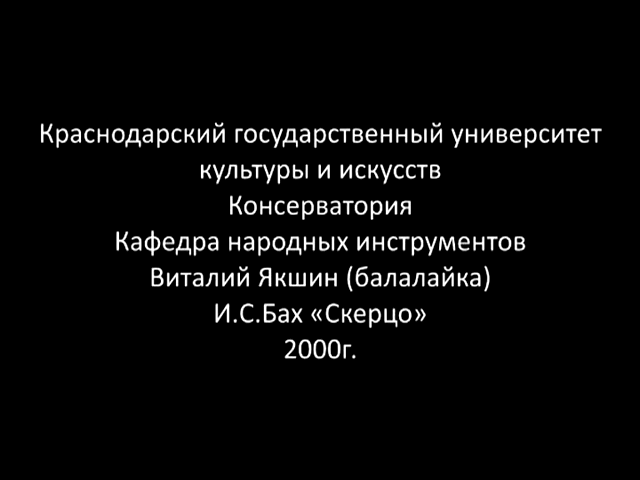 Краснодарский государственный университет
культуры и искусств
Консерватория
Кафедра народных инструментов
Виталий Якшин (балалайка)
И.С.Бах «Скерцо»
2000г.